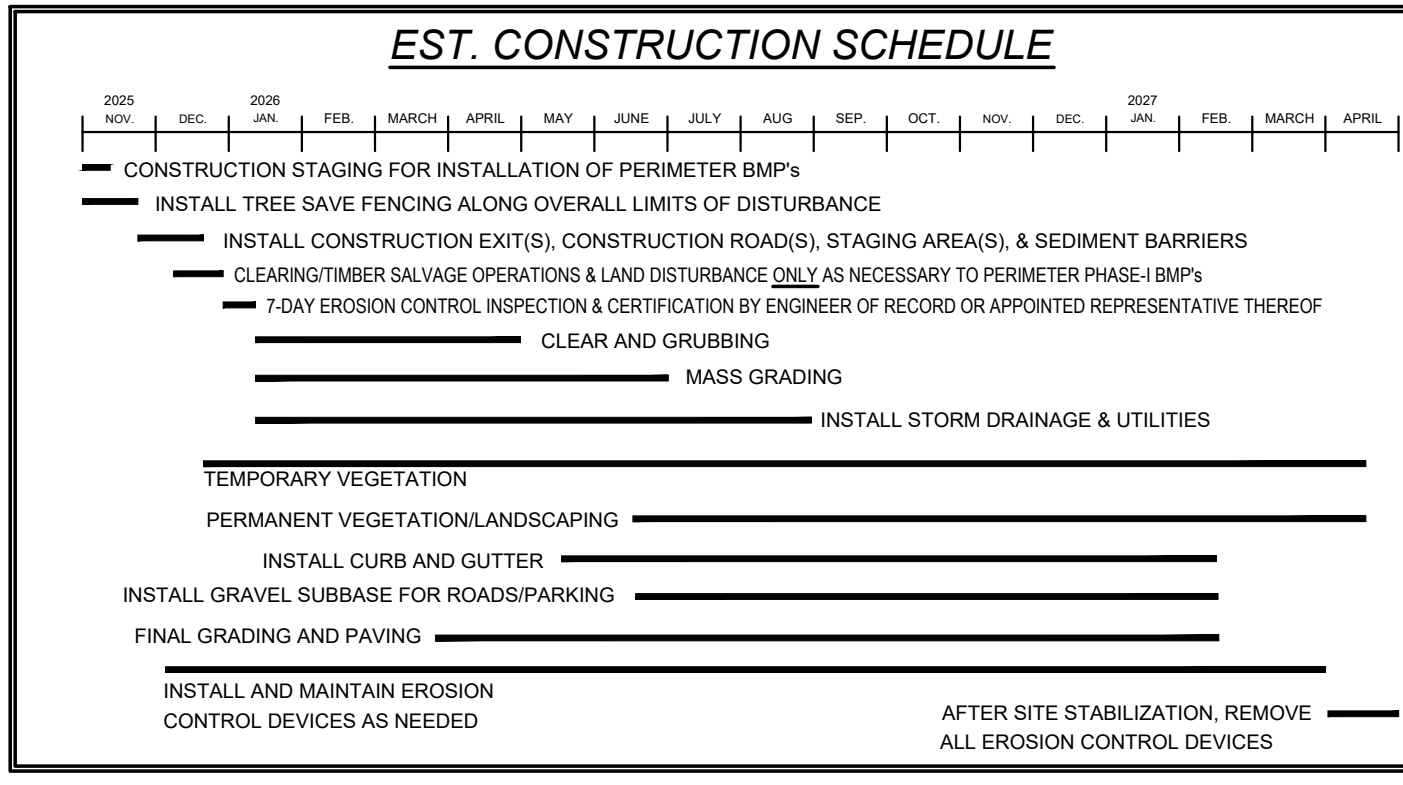 EST. CONSTRUCTION SCHEDULE
2025 2026 2027
NOV. DEC. JAN. FEB. MARCH APRIL MAY JUNE JULY AUG SEP. OCT. NOV. DEC. JAN. FEB. MARCH APRIL
CONSTRUCTION STAGING FOR INSTALLATION OF PERIMETER BMP's
INSTALL TREE SAVE FENCING ALONG OVERALL LIMITS OF DISTURBANCE
INSTALL CONSTRUCTION EXIT(S), CONSTRUCTION ROAD(S), STAGING AREA(S), & SEDIMENT BARRIERS
CLEARING/TIMBER SALVAGE OPERATIONS & LAND DISTURBANCE ONLY AS NECESSARY TO PERIMETER PHASE-I BMP's
7-DAY EROSION CONTROL INSPECTION & CERTIFICATION BY ENGINEER OF RECORD OR APPOINTED REPRESENTATIVE THEREOF
CLEAR AND GRUBBING
MASS GRADING
INSTALL STORM DRAINAGE & UTILITIES
TEMPORARY VEGETATION
PERMANENT VEGETATION/LANDSCAPING
INSTALL CURB AND GUTTER
INSTALL GRAVEL SUBBASE FOR ROADS/PARKING
FINAL GRADING AND PAVING
INSTALL AND MAINTAIN EROSION
CONTROL DEVICES AS NEEDED
AFTER SITE STABILIZATION, REMOVE
ALL EROSION CONTROL DEVICES